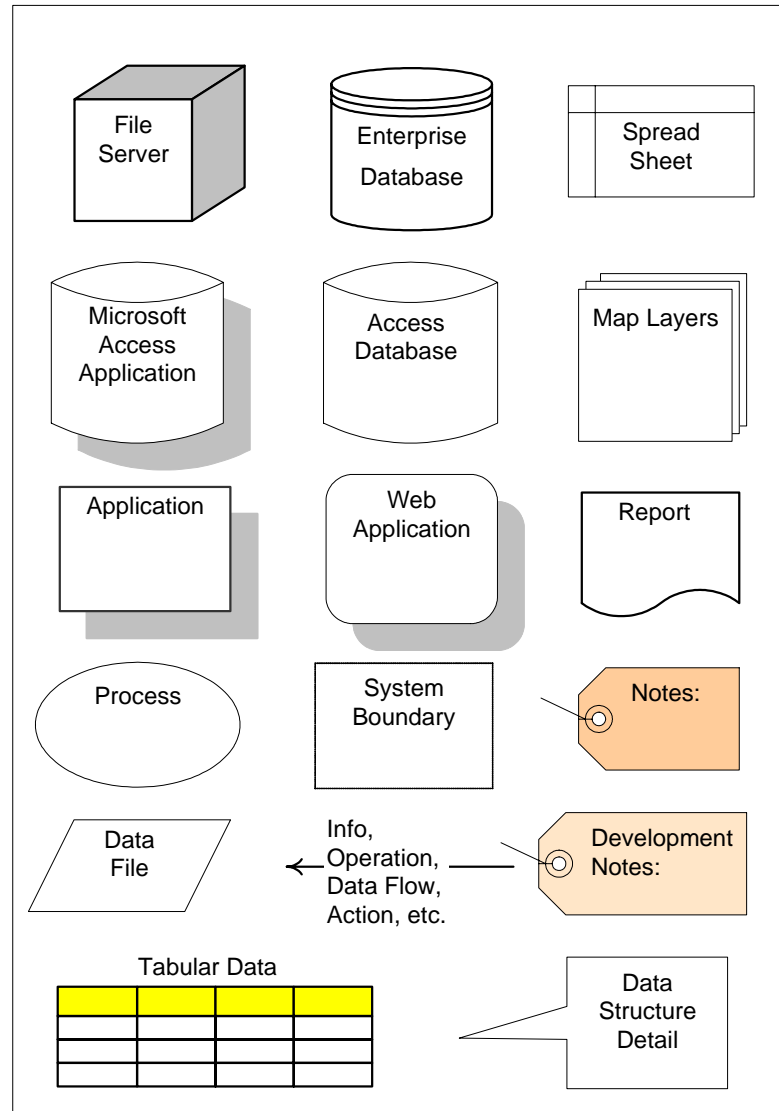 File
Server
Enterprise
Database
Spread
Sheet
Microsoft
Access
Application
Access
Database
Map Layers
Application
Web
Application
Report
Process
System
Boundary
Notes:
Data
File
Info,
Operation,
Data Flow,
Action, etc.
Development
Notes:
Tabular Data
Data
Structure
Detail